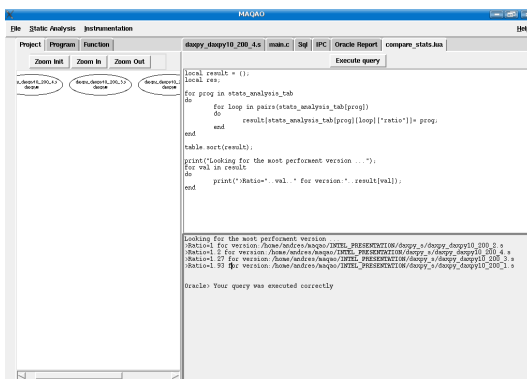 MAQAO
File Static Analysis Instrumentation Help
Project Program Function
daxpy_daxpy10_200_4.s main.c Sql IPC Oracle Report compare_stats.lua
Zoom Init Zoom In Zoom Out
Execute query
local result = ();
local res;
for prog in stats_analysis_tab
do
for loop in pairs(stats_analysis_tab[prog])
do
result[stats_analysis_tab[prog][loop]["ratio"]]= prog;
end
end
table.sort(result);
print("Looking for the most performent version ...");
for val in result
do
print(">Ratio="..val.." for version:"..result[val]);
end
Looking for the most performent version ...
>Ratio=1 for version:/home/andres/maqao/INTEL_PRESENTATION/daxpy_s/daxpy_daxpy10_200_2.s
>Ratio=1.2 for version:/home/andres/maqao/INTEL_PRESENTATION/daxpy_s/daxpy_daxpy10_200_4.s
>Ratio=1.27 for version:/home/andres/maqao/INTEL_PRESENTATION/daxpy_s/daxpy_daxpy10_200_3.s
>Ratio=1.93 for version:/home/andres/maqao/INTEL_PRESENTATION/daxpy_s/daxpy_daxpy10_200_1.s
Oracle> Your query was executed correctly